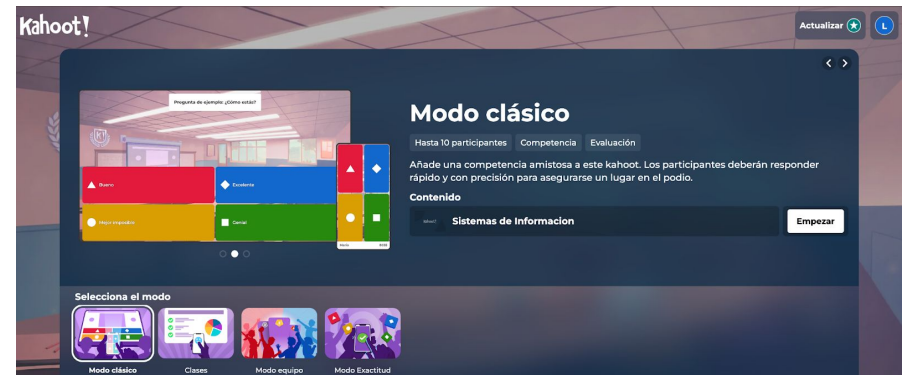 Kahoot!
Actualizar
L
Pregunta de ejemplo: ¿Cómo estás?
Modo clásico
Hasta 10 participantes Competencia Evaluación
Añade una competencia amistosa a este kahoot. Los participantes deberán responder
rápido y con precisión para asegurarse un lugar en el podio.
Contenido
Kahoot! Sistemas de Informacion Empezar
Bueno Excelente
Genial
Selecciona el modo
Modo clásico Clases Modo equipo Modo Exactitud